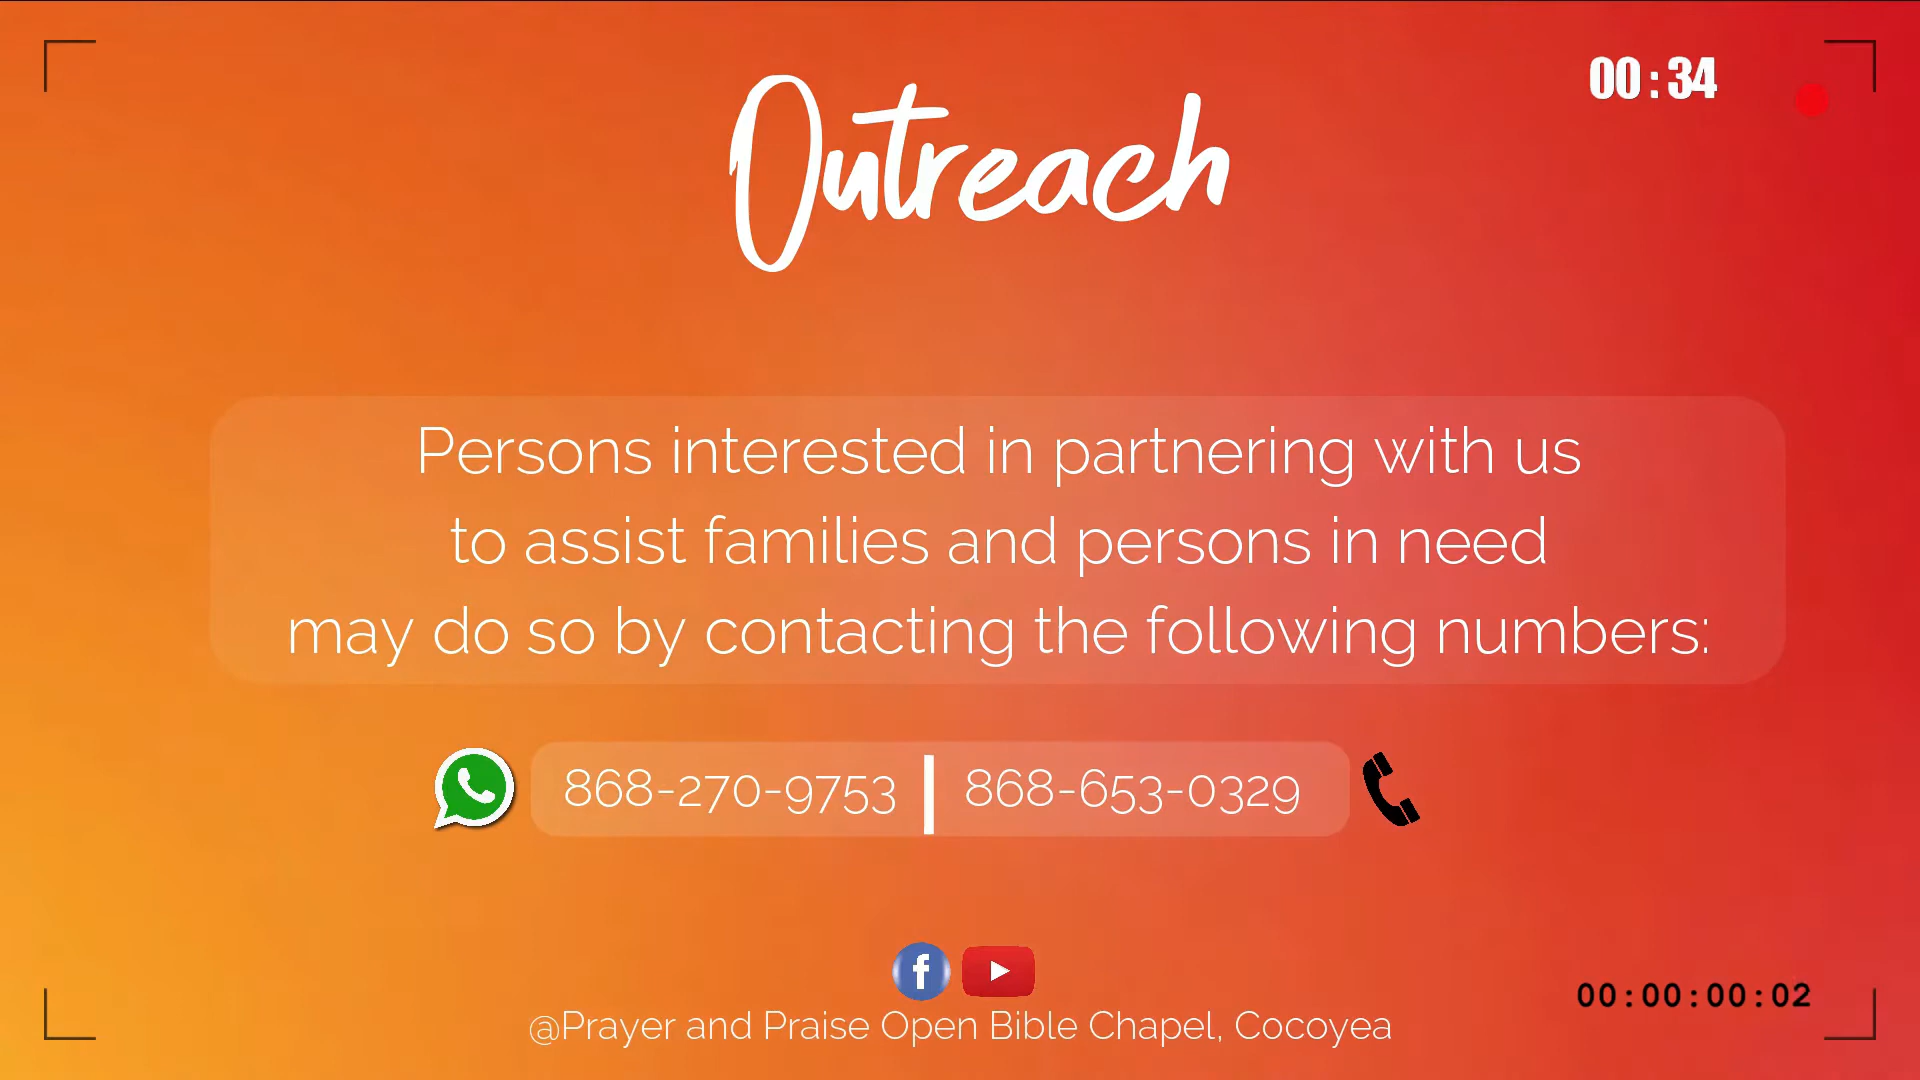 00:34
Outreach
Persons interested in partnering with us
to assist families and persons in need
may do so by contacting the following numbers:
868-270-9753 | 868-653-0329
@Prayer and Praise Open Bible Chapel, Cocoyea
00:00:00:02